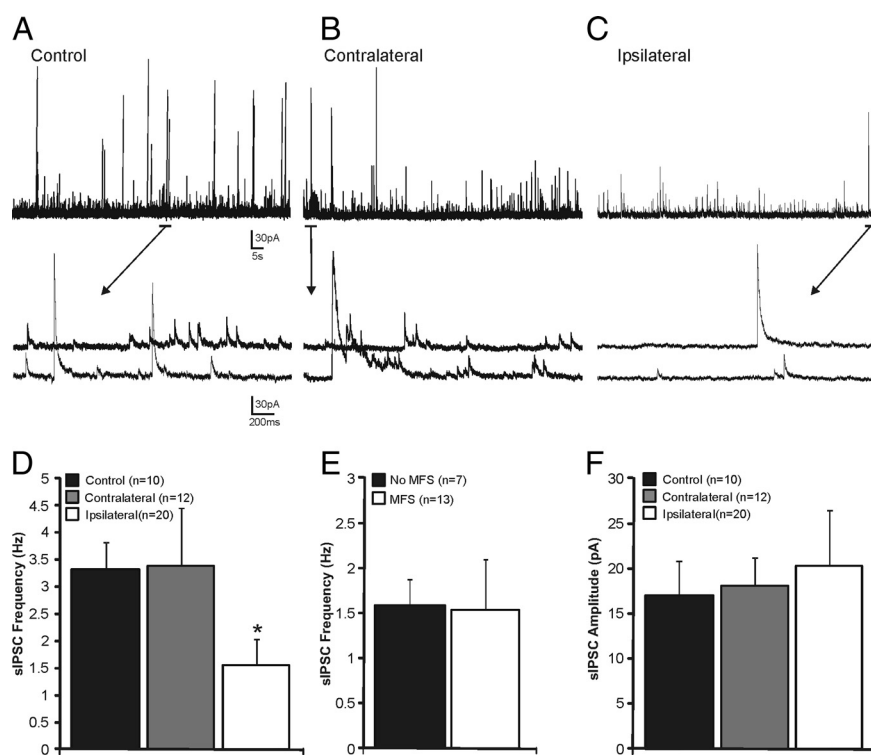 A
Control
B
Contralateral
C
Ipsilateral
30pA
5s
30pA
200ms
D
Control (n=10)
Contralateral (n=12)
Ipsilateral(n=20)
sIPSC Frequency (Hz)
5
4.5
4
3.5
3
2.5
2
1.5
1
0.5
0
*
E
No MFS (n=7)
MFS (n=13)
sIPSC Frequency (Hz)
3
2.5
2
1.5
1
0.5
0
F
Control (n=10)
Contralateral (n=12)
Ipsilateral(n=20)
sIPSC Amplitude (pA)
30
25
20
15
10
5
0